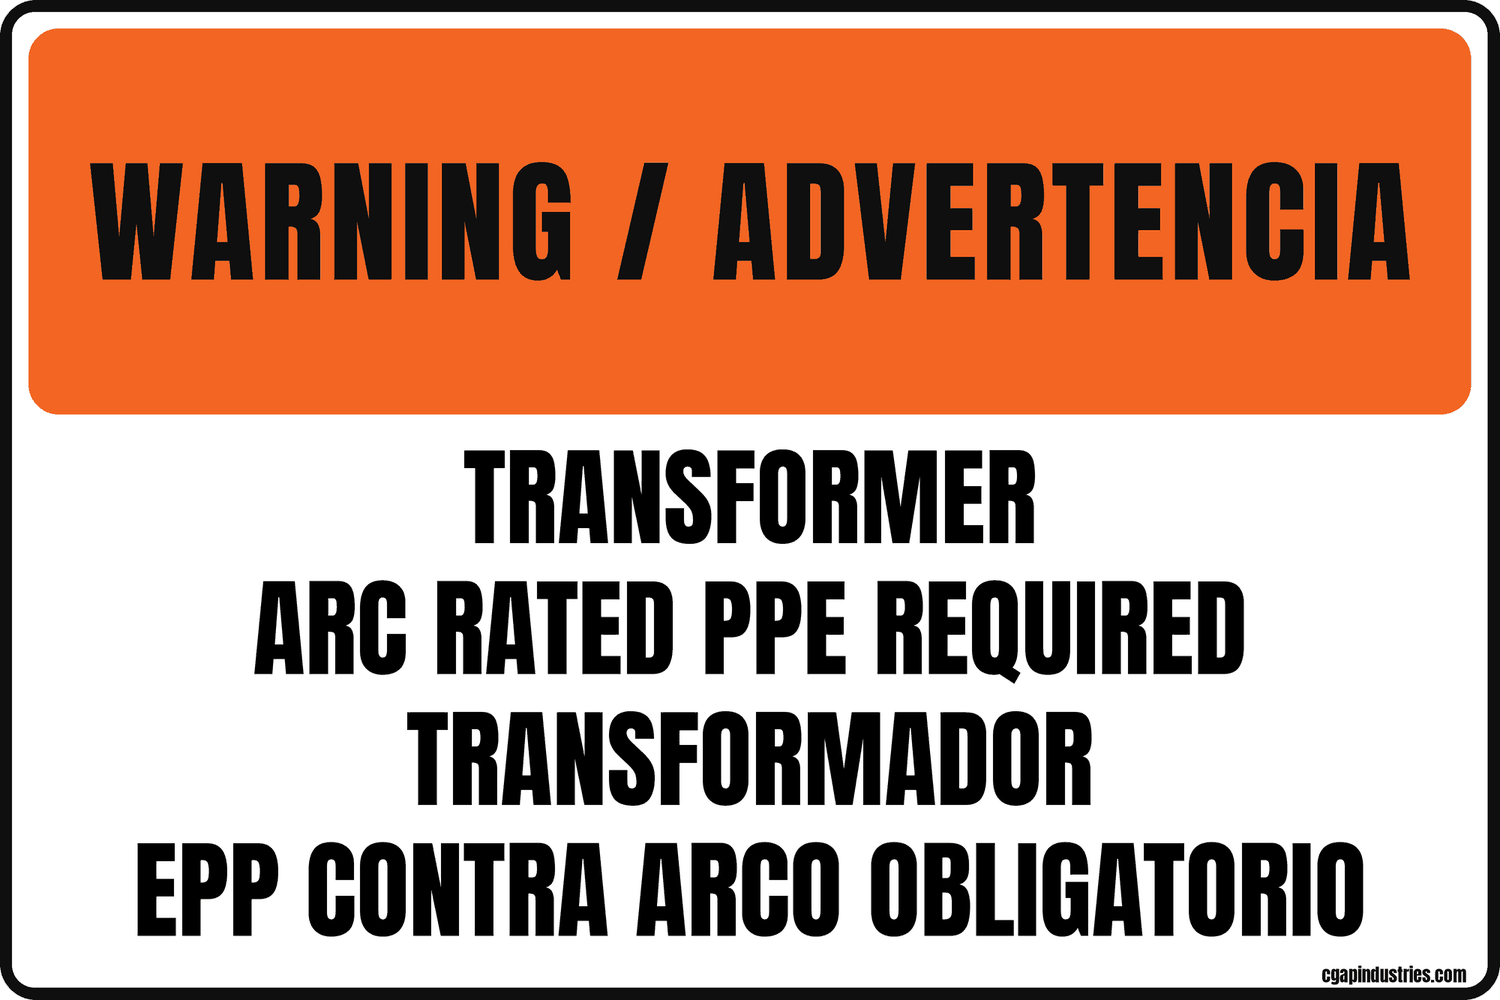 WARNING / ADVERTENCIA
TRANSFORMER
ARC RATED PPE REQUIRED
TRANSFORMADOR
EPP CONTRA ARCO OBLIGATORIO
cgapindustries.com